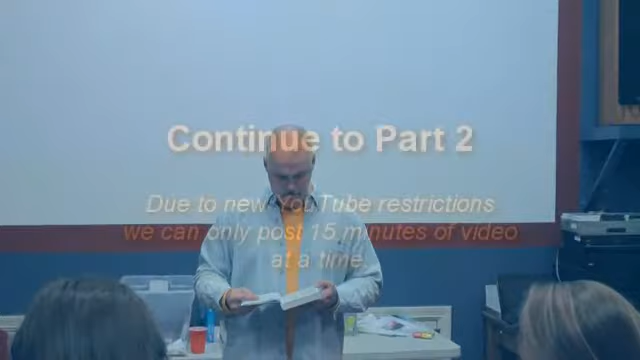 Continue to Part 2
Due to new YouTube restrictions
we can only post 15 minutes of video
at a time